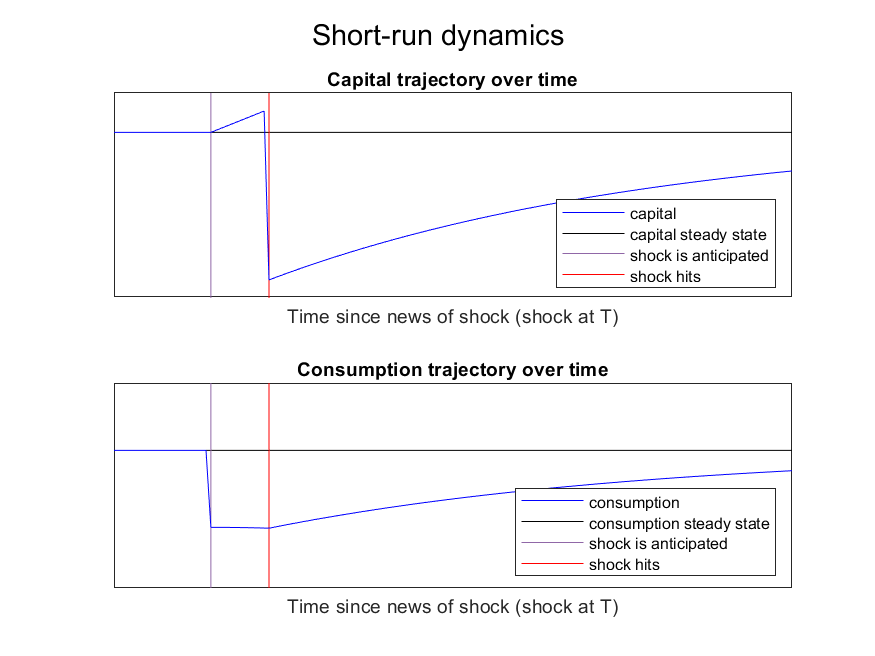 Short-run dynamics
Capital trajectory over time
capital
capital steady state
shock is anticipated
shock hits
Time since news of shock (shock at T)
Consumption trajectory over time
consumption
consumption steady state
shock is anticipated
shock hits
Time since news of shock (shock at T)